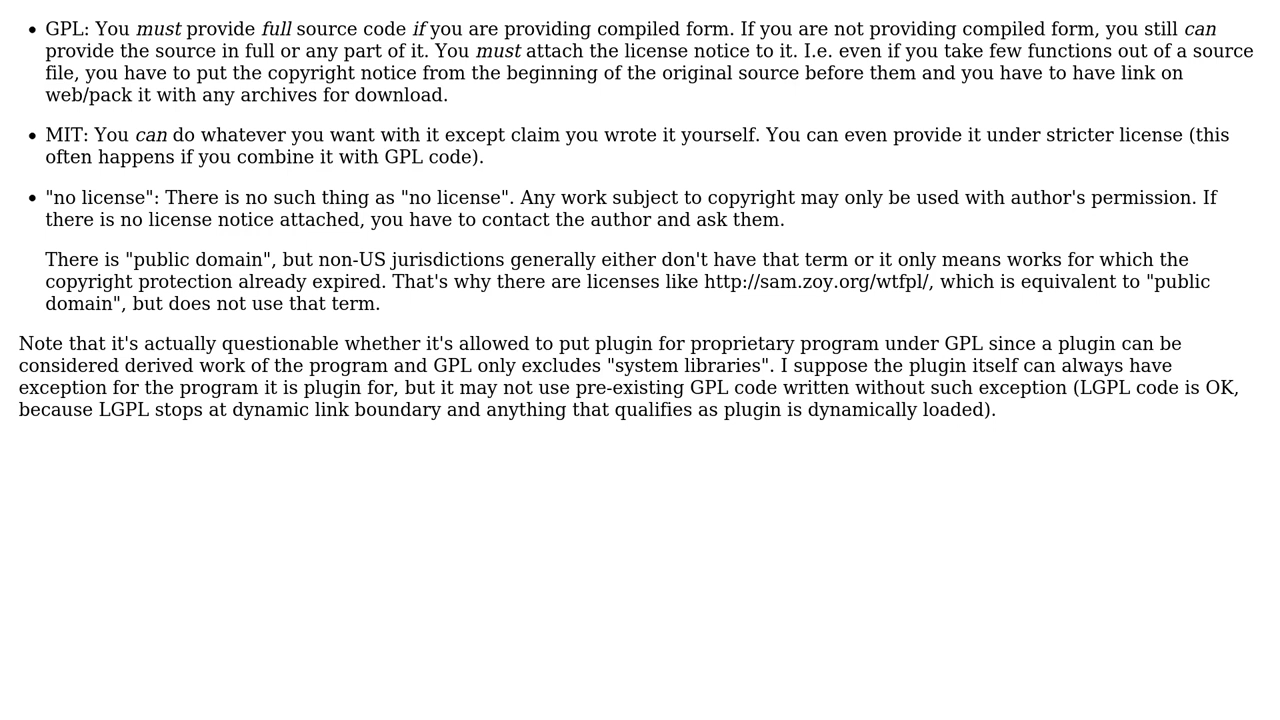 • GPL: You must provide full source code if you are providing compiled form. If you are not providing compiled form, you still can
provide the source in full or any part of it. You must attach the license notice to it. I.e. even if you take few functions out of a source
file, you have to put the copyright notice from the beginning of the original source before them and you have to have link on
web/pack it with any archives for download.
• MIT: You can do whatever you want with it except claim you wrote it yourself. You can even provide it under stricter license (this
often happens if you combine it with GPL code).
• "no license": There is no such thing as "no license". Any work subject to copyright may only be used with author's permission. If
there is no license notice attached, you have to contact the author and ask them.
There is "public domain", but non-US jurisdictions generally either don't have that term or it only means works for which the
copyright protection already expired. That's why there are licenses like http://sam.zoy.org/wtfpl/, which is equivalent to "public
domain", but does not use that term.
Note that it's actually questionable whether it's allowed to put plugin for proprietary program under GPL since a plugin can be
considered derived work of the program and GPL only excludes "system libraries". I suppose the plugin itself can always have
exception for the program it is plugin for, but it may not use pre-existing GPL code written without such exception (LGPL code is OK,
because LGPL stops at dynamic link boundary and anything that qualifies as plugin is dynamically loaded).